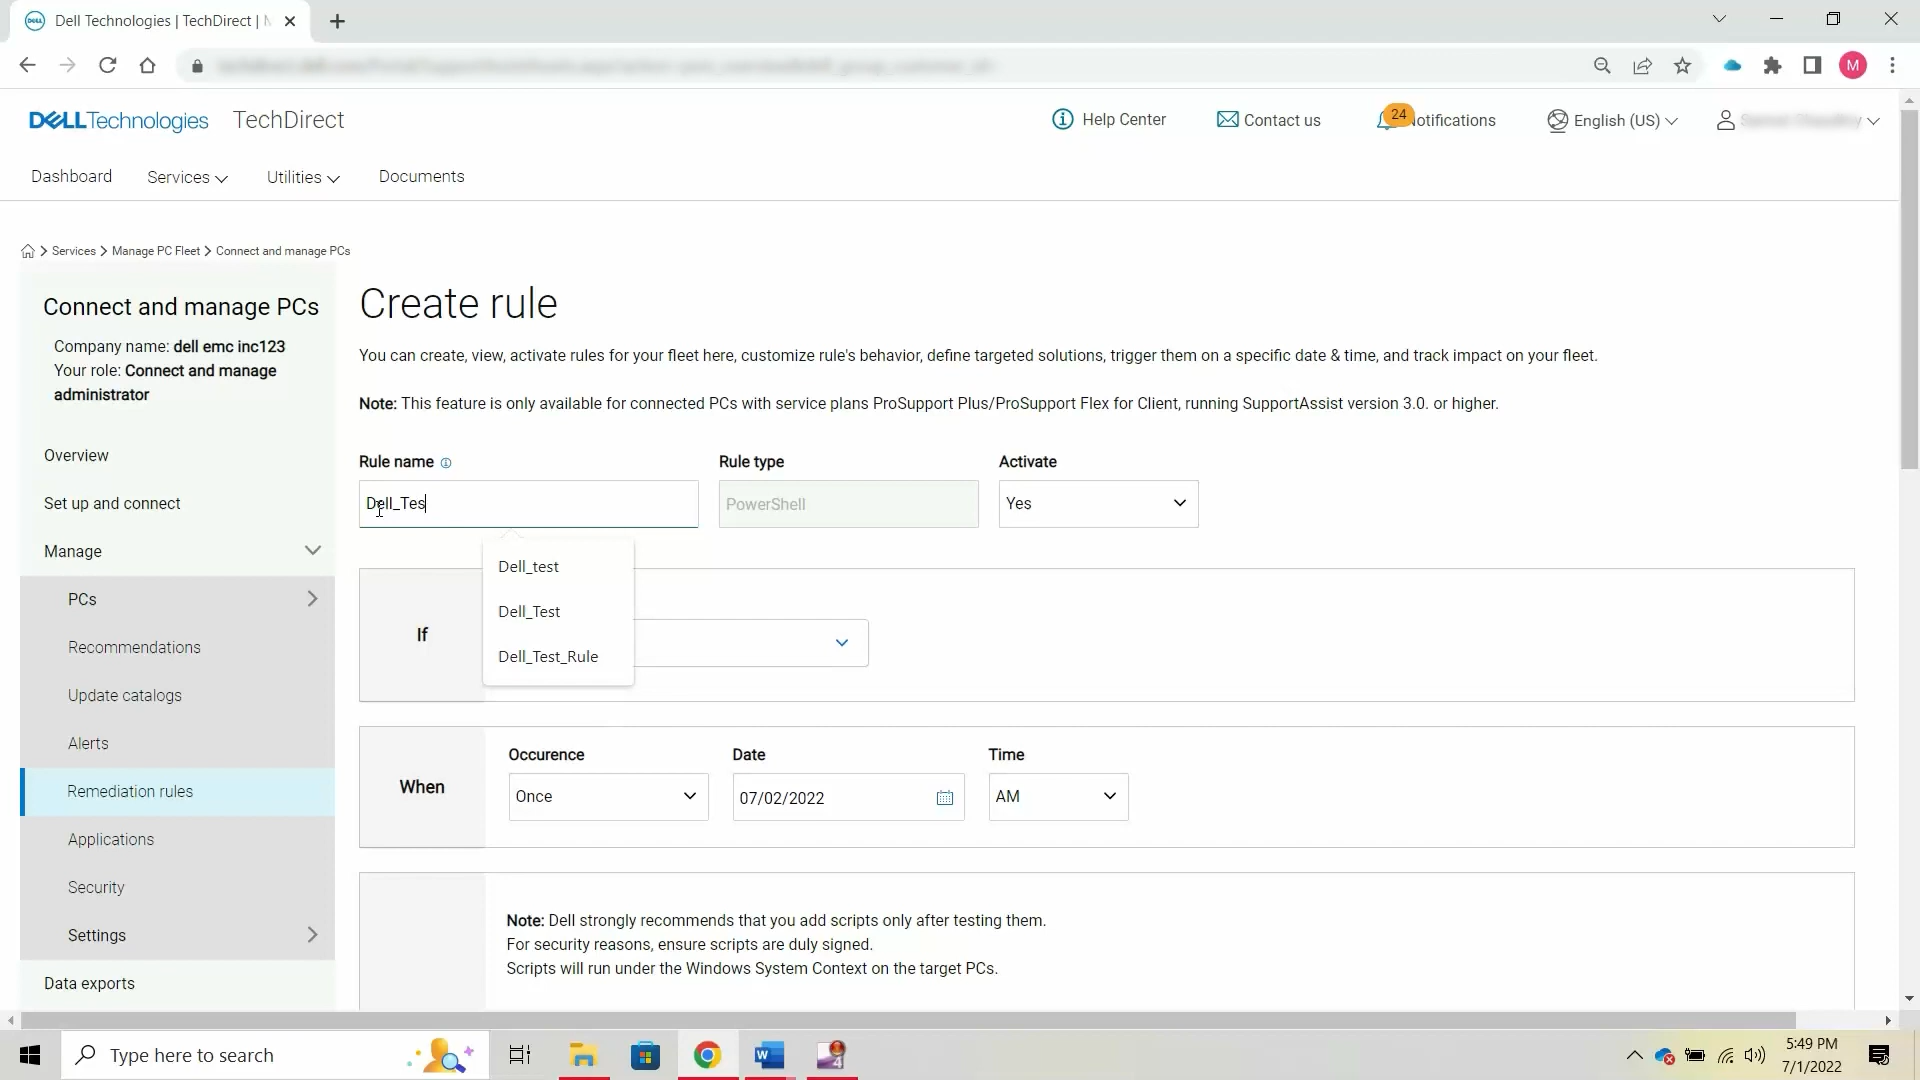 Dell Technologies | TechDirect |
DELLTechnologies TechDirect
Help Center
Contact us
24
otifications
English (US)
M
Dashboard
Services
Utilities
Documents
Services > Manage PC Fleet > Connect and manage PCs
Connect and manage PCs
Company name: dell emc inc123
Your role: Connect and manage
administrator
Overview
Set up and connect
Manage
PCs
Recommendations
Update catalogs
Alerts
Remediation rules
Applications
Security
Settings
Data exports
Create rule
You can create, view, activate rules for your fleet here, customize rule's behavior, define targeted solutions, trigger them on a specific date & time, and track impact on your fleet.
Note: This feature is only available for connected PCs with service plans ProSupport Plus/ProSupport Flex for Client, running SupportAssist version 3.0. or higher.
Rule name
Rule type
Activate
Dell_Tes
PowerShell
Yes
Dell_test
Dell_Test
Dell_Test_Rule
If
When
Occurence
Date
Time
Once
07/02/2022
AM
Note: Dell strongly recommends that you add scripts only after testing them.
For security reasons, ensure scripts are duly signed.
Scripts will run under the Windows System Context on the target PCs.
Type here to search
5:49 PM
7/1/2022